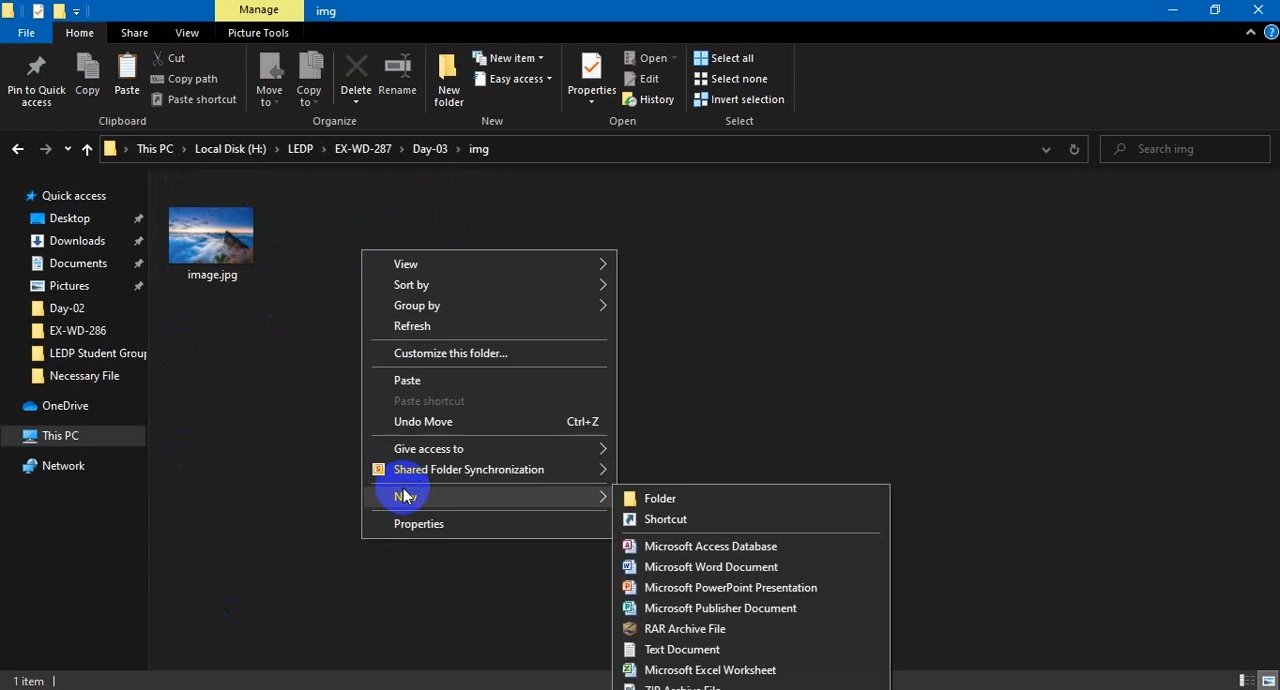 Manage
img
File
Home
Share
View
Picture Tools
Pin to Quick access
Copy
Paste
Cut
Copy path
Paste shortcut
Clipboard
Move to
Copy to
Delete
Rename
Organize
New folder
New item
Easy access
New
Properties
Open
Edit
History
Open
Select all
Select none
Invert selection
Select
This PC
Local Disk (H:)
LEDP
EX-WD-287
Day-03
img
Search img
Quick access
Desktop
Downloads
Documents
Pictures
Day-02
EX-WD-286
LEDP Student Group
Necessary File
OneDrive
This PC
Network
image.jpg
View
Sort by
Group by
Refresh
Customize this folder...
Paste
Paste shortcut
Undo Move Ctrl+Z
Give access to
Shared Folder Synchronization
New
Properties
Folder
Shortcut
Microsoft Access Database
Microsoft Word Document
Microsoft PowerPoint Presentation
Microsoft Publisher Document
RAR Archive File
Text Document
Microsoft Excel Worksheet
ZIP Archive File
1 item